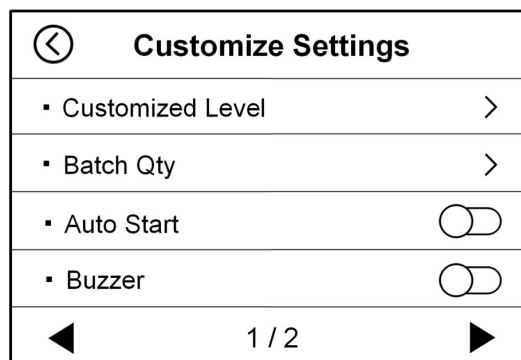 Customize Settings
▪ Customized Level
▪ Batch Qty
▪ Auto Start
▪ Buzzer
1 / 2